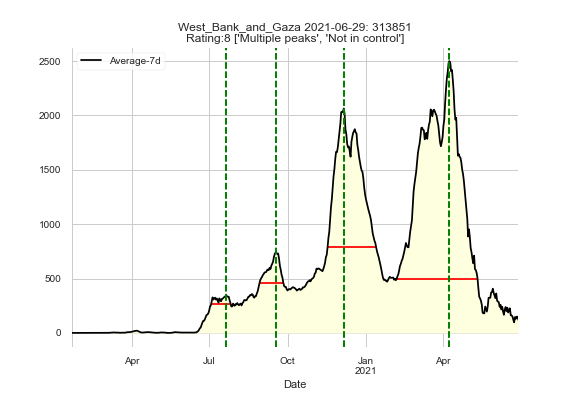 West_Bank_and_Gaza 2021-06-29: 313851
Rating:8 ['Multiple peaks', 'Not in control']
Average-7d
2500
2000
1500
1000
500
0
Apr Jul Oct Jan Apr
2021
Date